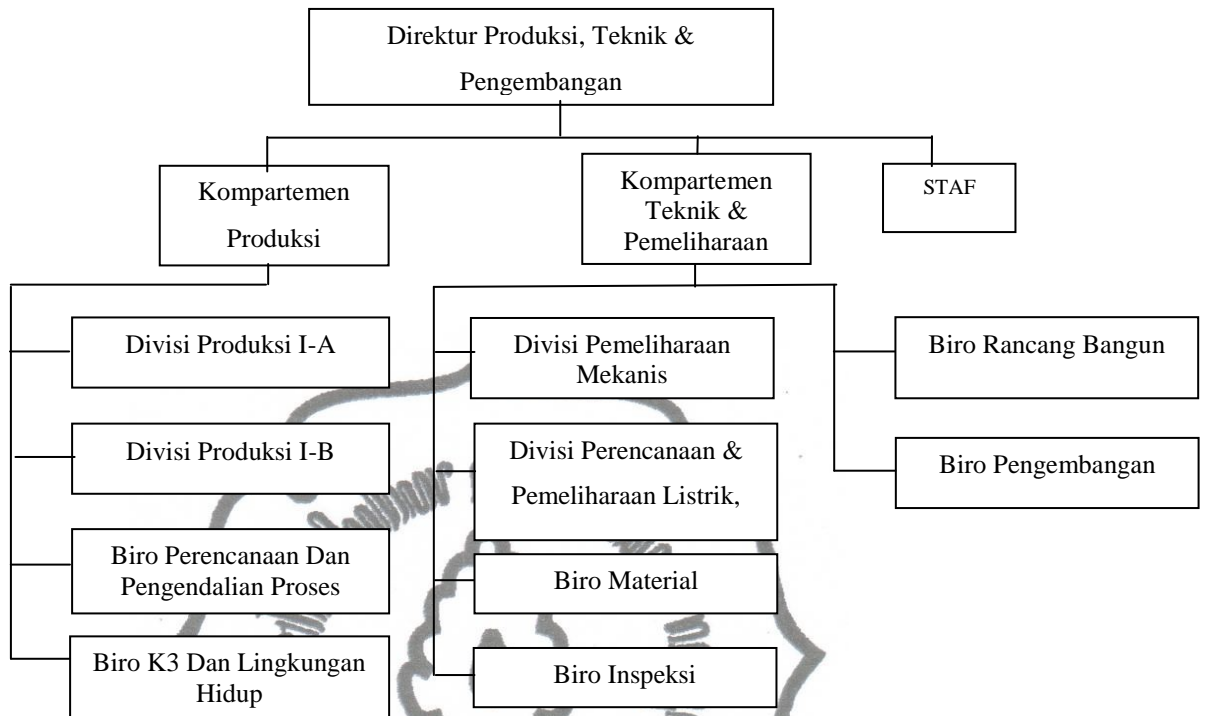 Direktur Produksi, Teknik &
Pengembangan
Kompartemen
Produksi
Kompartemen
Teknik &
Pemeliharaan
STAF
Divisi Produksi I-A
Divisi Produksi I-B
Biro Perencanaan Dan
Pengendalian Proses
Biro K3 Dan Lingkungan
Hidup
Divisi Pemeliharaan
Mekanis
Divisi Perencanaan &
Pemeliharaan Listrik,
Biro Material
Biro Inspeksi
Biro Rancang Bangun
Biro Pengembangan